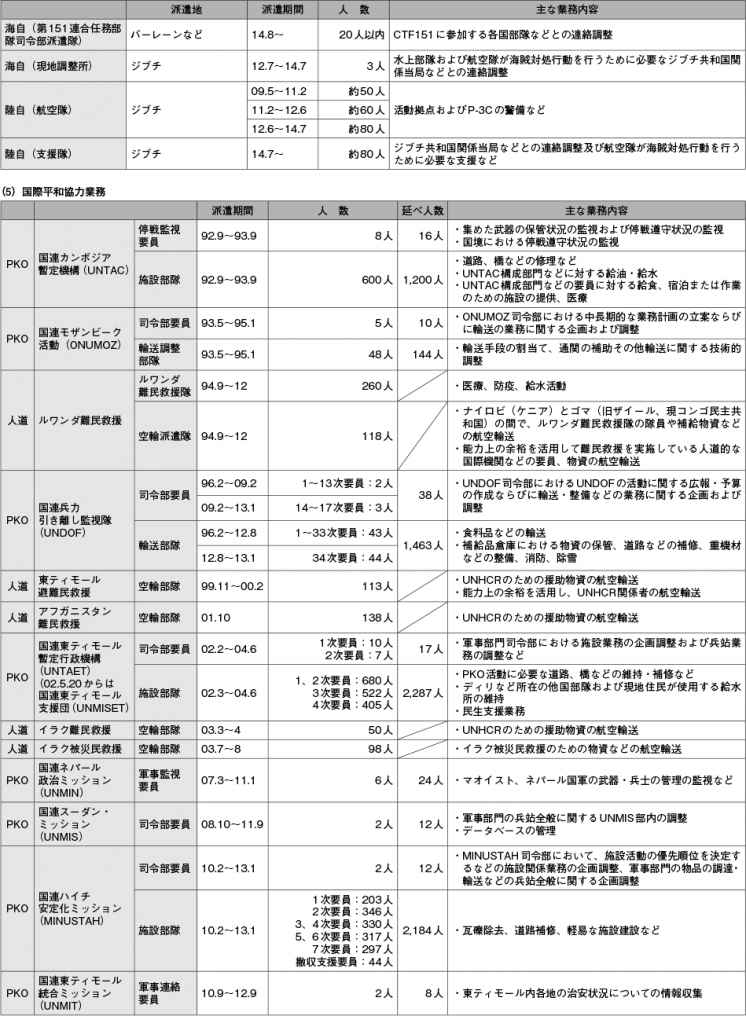 派遣地 派遣期間 人 数 主な業務内容
海自（第151連合任務部 バーレーンなど 14.8～ 20人以内 CTF151に参加する各国部隊などとの連絡調整
隊司令部派遣隊）
海自（現地調整所） ジブチ 12.7～14.7 3人 水上部隊および航空隊が海賊対処行動を行うために必要なジブチ共和国関
係当局などとの連絡調整
陸自（航空隊） ジブチ 09.5～11.2 約50人 活動拠点およびP-3Cの警備など
11.2～12.6 約60人
12.6～14.7 約80人
陸自（支援隊） ジブチ 14.7～ 約80人 ジブチ共和国関係当局などとの連絡調整及び航空隊が海賊対処行動を行う
ために必要な支援など
（5）国際平和協力業務
派遣期間 人 数 延べ人数 主な業務内容
PKO 国連カンボジア
暫定機構（UNTAC）
停戦監視
要員
92.9～93.9 8人 16人
・集めた武器の保管状況の監視および停戦遵守状況の監視
・国境における停戦遵守状況の監視
施設部隊 92.9～93.9 600人 1,200人
・道路、橋などの修理など
・UNTAC構成部門などに対する給油・給水
・UNTAC構成部門などの要員に対する給食、宿泊または作業
のための施設の提供、医療
PKO 国連モザンビーク
活動（ONUMOZ）
司令部要員 93.5～95.1 5人 10人
・ONUMOZ司令部における中長期的な業務計画の立案ならび
に輸送の業務に関する企画および調整
輸送調整
部隊
93.5～95.1 48人 144人
・輸送手段の割当て、通関の補助その他輸送に関する技術的
調整
人道 ルワンダ難民救援
ルワンダ
難民救援隊
94.9～12 260人
・医療、防疫、給水活動
空輸派遣隊 94.9～12 118人
・ナイロビ（ケニア）とゴマ（旧ザイール、現コンゴ民主共
和国）の間で、ルワンダ難民救援隊の隊員や補給物資など
の航空輸送
・能力上の余裕を活用して難民救援を実施している人道的な
国際機関などの要員、物資の航空輸送
PKO 国連兵力
引き離し監視隊
（UNDOF）
司令部要員 96.2～09.2 1～13次要員：2人
09.2～13.1 14～17次要員：3人
38人
・UNDOF司令部におけるUNDOFの活動に関する広報・予算
の作成ならびに輸送・整備などの業務に関する企画および
調整
輸送部隊 96.2～12.8 1～33次要員：43人
12.8～13.1 34次要員：44人
1,463人
・食料品などの輸送
・補給品倉庫における物資の保管、道路などの補修、重機材
などの整備、消防、除雪
人道 東ティモール
避難民救援
空輸部隊 99.11～00.2 113人
・UNHCRのための援助物資の航空輸送
・能力上の余裕を活用し、UNHCR関係者の航空輸送
人道 アフガニスタン
難民救援
空輸部隊 01.10 138人 ・UNHCRのための援助物資の航空輸送
PKO 国連東ティモール
暫定行政機構
（UNTAET）
（02.5.20からは
国連東ティモール
支援団（UNMISET）
司令部要員 02.2～04.6 1次要員：10人
2次要員：7人
17人
・軍事部門司令部における施設業務の企画調整および兵站業
務の調整など
施設部隊 02.3～04.6 1、2次要員：680人
3次要員：522人
4次要員：405人
2,287人
・PKO活動に必要な道路、橋などの維持・補修など
・ディリなど所在の他国部隊および現地住民が使用する給水
所の維持
・民生支援業務
人道 イラク難民救援 空輸部隊 03.3～4 50人 ・UNHCRのための援助物資の航空輸送
人道 イラク被災民救援 空輸部隊 03.7～8 98人 ・イラク被災民救援のための物資などの航空輸送
PKO 国連ネパール
政治ミッション
（UNMIN）
軍事監視
要員
07.3～11.1 6人 24人 ・マオイスト、ネパール国軍の武器・兵士の管理の監視など
PKO 国連スーダン・
ミッション
（UNMIS）
司令部要員 08.10～11.9 2人 12人
・軍事部門の兵站全般に関するUNMIS部内の調整
・データベースの管理
PKO 国連ハイチ
安定化ミッション
（MINUSTAH）
司令部要員 10.2～13.1 2人 12人
・MINUSTAH司令部において、施設活動の優先順位を決定す
るなどの施設関係業務の企画調整、軍事部門の物品の調達・
輸送などの兵站全般に関する企画調整
施設部隊 10.2～13.1
1次要員：203人
2次要員：346人
3、4次要員：330人
5、6次要員：317人
7次要員：297人
撤収支援要員：44人
2,184人 ・瓦礫除去、道路補修、軽易な施設建設など
PKO 国連東ティモール
統合ミッション
（UNMIT）
軍事連絡
要員
10.9～12.9 2人 8人 ・東ティモール内各地の治安状況についての情報収集